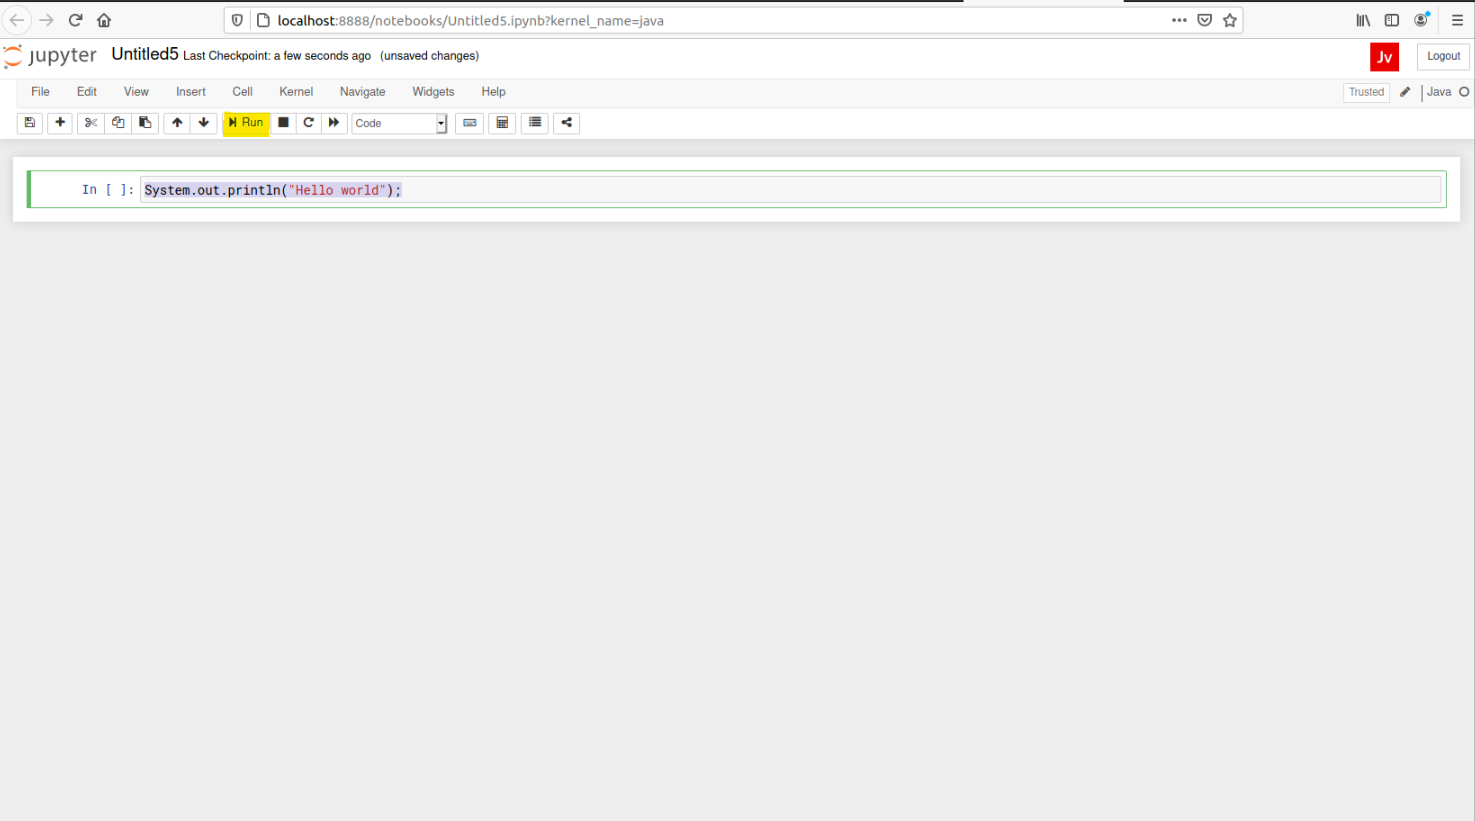 localhost:8888/notebooks/Untitled5.ipynb?kernel_name=java
jupyter Untitled5 Last Checkpoint: a few seconds ago (unsaved changes) Jv Logout
File Edit View Insert Cell Kernel Navigate Widgets Help Trusted Java
Run Code
In [ ]: System.out.println("Hello world");